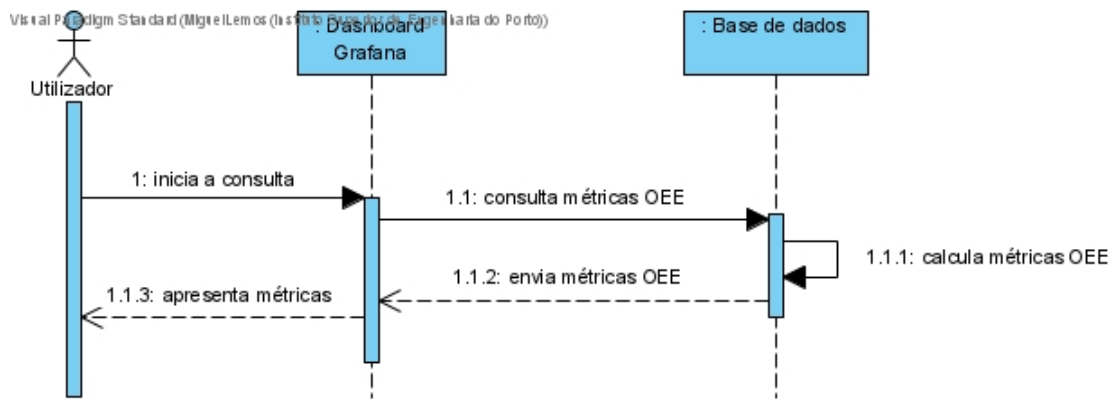 Visual Paradigm Standard (Miguel Lemos (Instituto Superior de Engenharia do Porto))
: Dashboard
Grafana
: Base de dados
Utilizador
1: inicia a consulta
1.1: consulta métricas OEE
1.1.1: calcula métricas OEE
1.1.2: envia métricas OEE
1.1.3: apresenta métricas